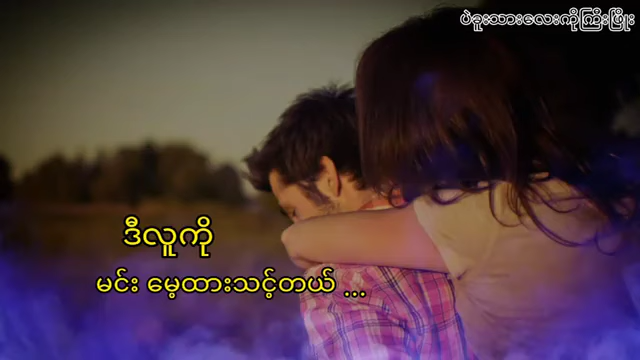 ပဲခူးသားလေးကိုကြီးဖြိုး
ဒီလူကို
မင်း မေ့ထားသင့်တယ် ...